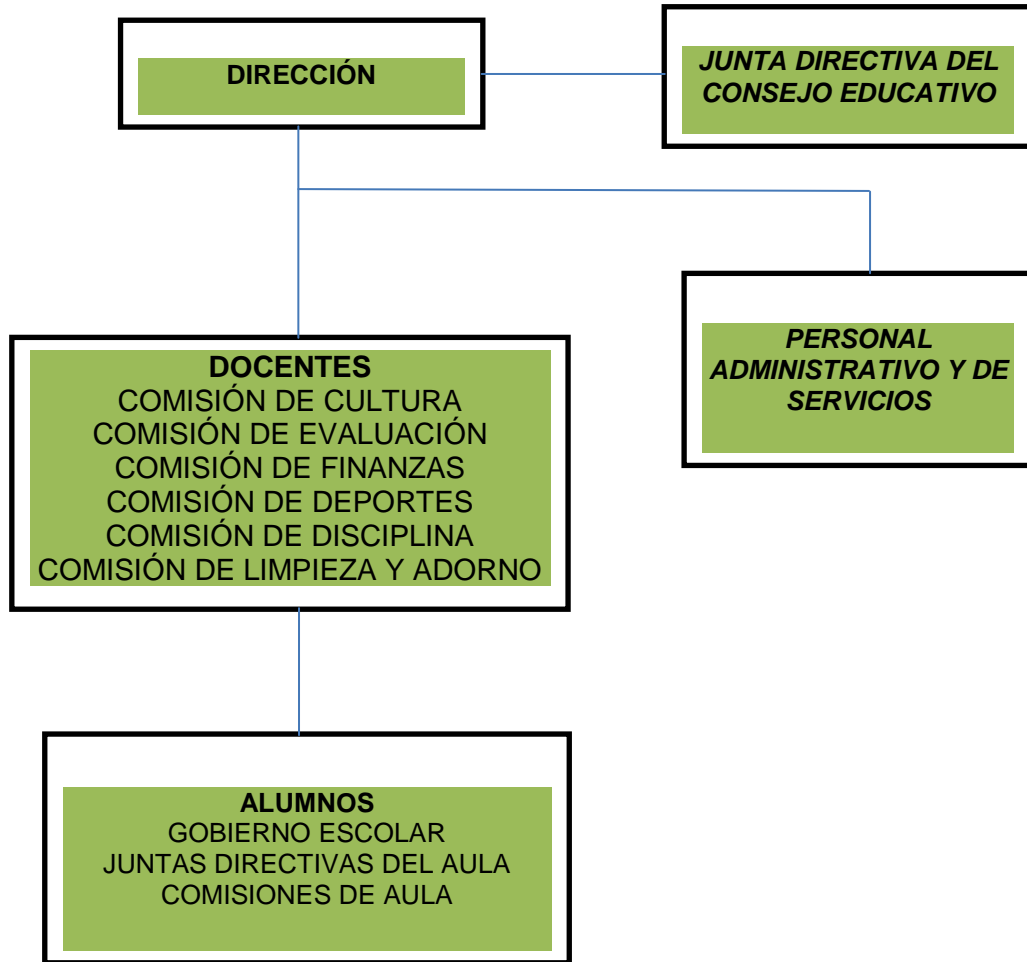 DIRECCIÓN
JUNTA DIRECTIVA DEL
CONSEJO EDUCATIVO
PERSONAL
ADMINISTRATIVO Y DE
SERVICIOS
DOCENTES
COMISIÓN DE CULTURA
COMISIÓN DE EVALUACIÓN
COMISIÓN DE FINANZAS
COMISIÓN DE DEPORTES
COMISIÓN DE DISCIPLINA
COMISIÓN DE LIMPIEZA Y ADORNO
ALUMNOS
GOBIERNO ESCOLAR
JUNTAS DIRECTIVAS DEL AULA
COMISIONES DE AULA